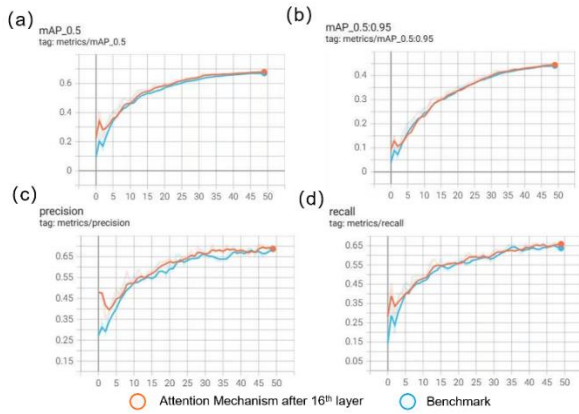 (a)
mAP_0.5
tag: metrics/mAP_0.5
0.6
0.4
0.2
0
0 5 10 15 20 25 30 35 40 45 50
(b)
mAP_0.5:0.95
tag: metrics/mAP_0.5:0.95
0.4
0.3
0.2
0.1
0
0 5 10 15 20 25 30 35 40 45 50
(c)
precision
tag: metrics/precision
0.65
0.55
0.45
0.35
0.25
0.15
0 5 10 15 20 25 30 35 40 45 50
(d)
recall
tag: metrics/recall
0.65
0.55
0.45
0.35
0.25
0.15
0.05
0 5 10 15 20 25 30 35 40 45 50
Attention Mechanism after 16th layer
Benchmark